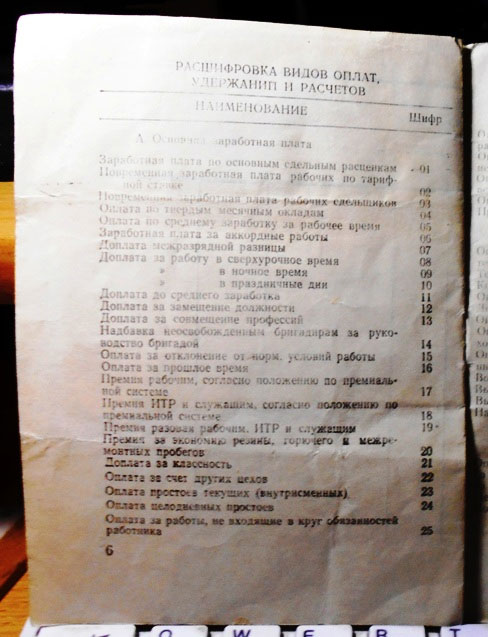 РАСШИФРОВКА ВИДОВ ОПЛАТ,
УДЕРЖАНИЙ И РАСЧЕТОВ
НАИМЕНОВАНИЕ Шифр
А. Основная заработная плата
Заработная плата по основным сдельным расценкам 01
Повременная заработная плата рабочих по тариф-
ной ставке 02
Повременная заработная плата рабочих сдельщиков 03
Оплата по твердым месячным окладам 04
Оплата по среднему заработку за рабочее время 05
Заработная плата за аккордные работы 06
Доплата межразрядной разницы 07
Доплата за работу в сверхурочное время 08
» в ночное время 09
» в праздничные дни 10
Доплата до среднего заработка 11
Доплата за замещение должности 12
Доплата за совмещение профессий 13
Надбавка неосвобожденным бригадирам за руко-
водство бригадой 14
Оплата за отклонение от норм. условий работы 15
Оплата за прошлое время 16
Премия рабочим, согласно положению по премиаль-
ной системе 17
Премия ИТР и служащим, согласно положению по
премиальной системе 18
Премия разовая рабочим, ИТР и служащим 19
Премия за экономию резины, горючего и межре-
монтных пробегов 20
Доплата за классность 21
Оплата за счет других цехов 22
Оплата простоев текущих (внутрисменных) 23
Оплата целодневных простоев 24
Оплата за работы, не входящие в круг обязанностей
работника 25
6
Q W E R T